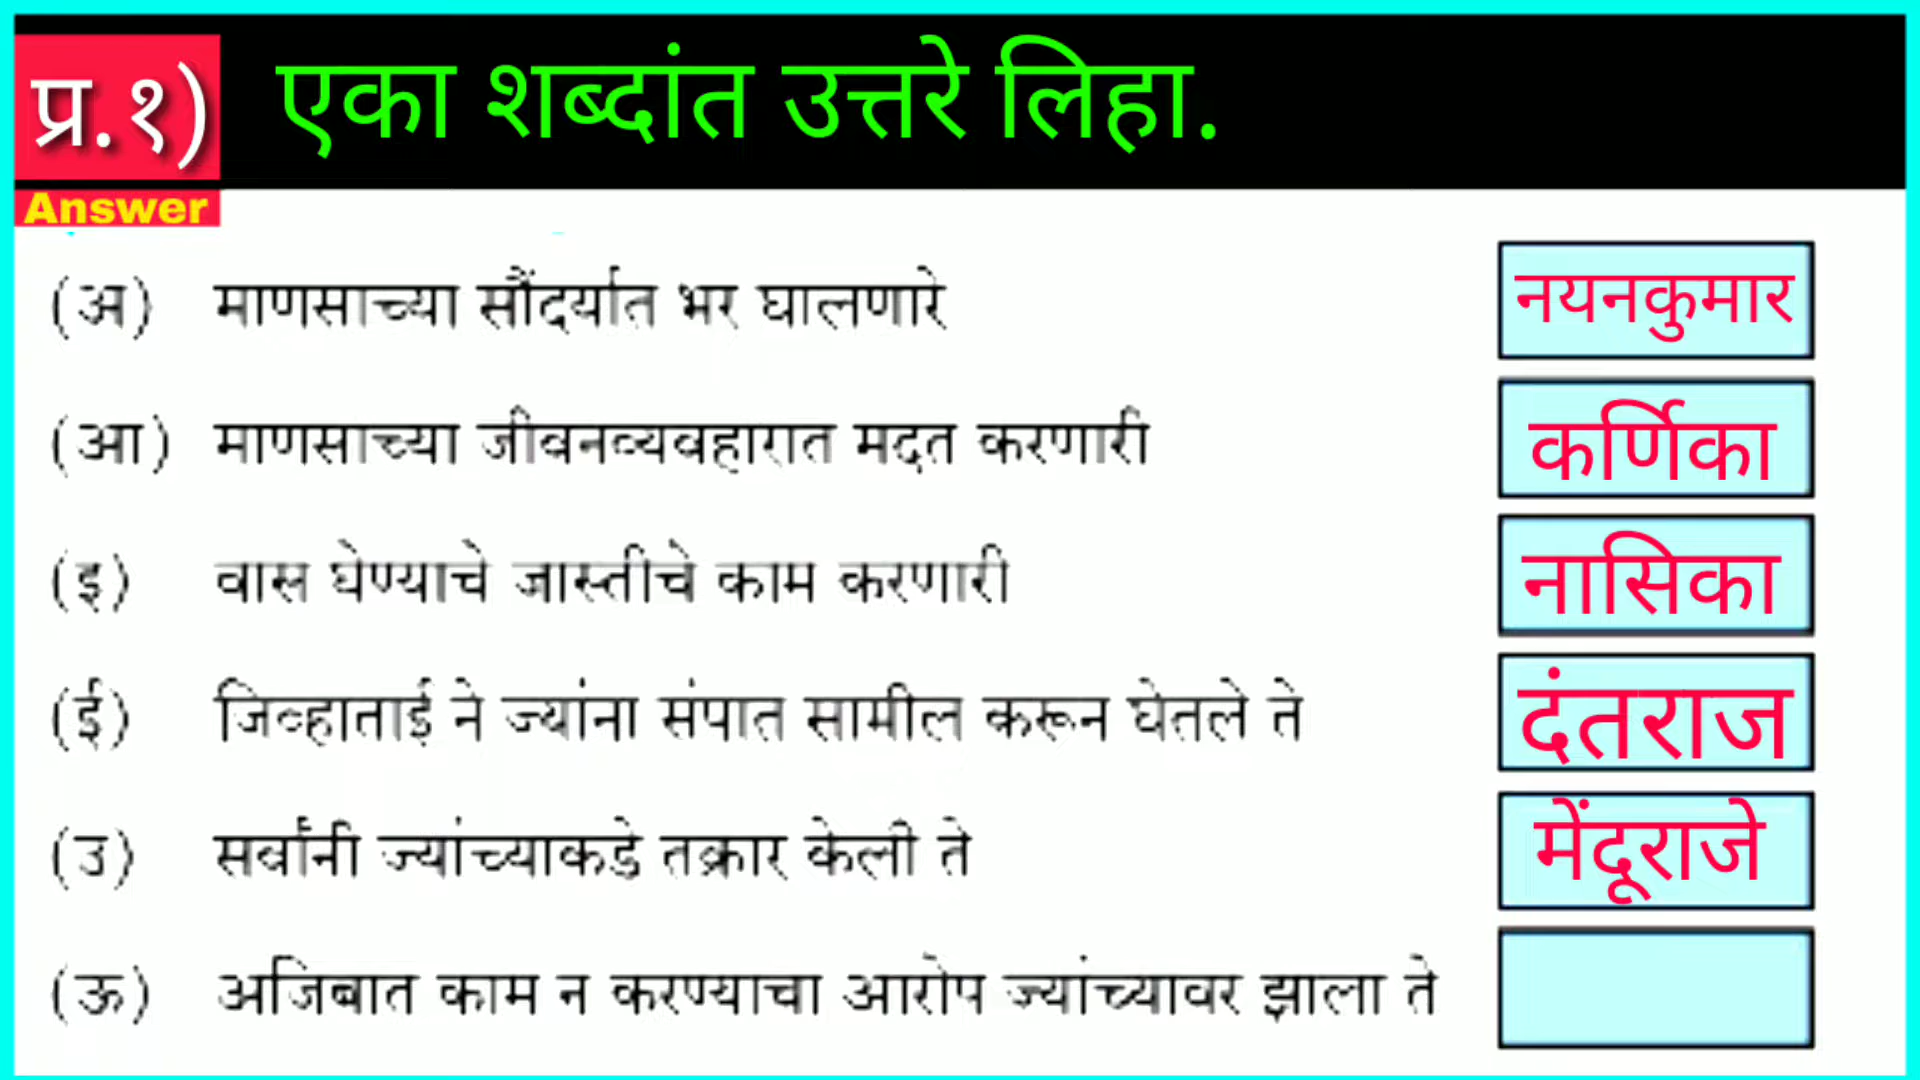 प्र.१) एका शब्दांत उत्तरे लिहा.
Answer
(अ) माणसाच्या सौंदर्यात भर घालणारे नयनकुमार
(आ) माणसाच्या जीवनव्यवहारात मदत करणारी कर्णिका
(इ) वास घेण्याचे जास्तीचे काम करणारी नासिका
(ई) जिव्हाताई ने ज्यांना संपात सामील करून घेतले ते दंतराज
(उ) सर्वांनी ज्यांच्याकडे तक्रार केली ते मेंदूराजे
(ऊ) अजिबात काम न करण्याचा आरोप ज्यांच्यावर झाला ते